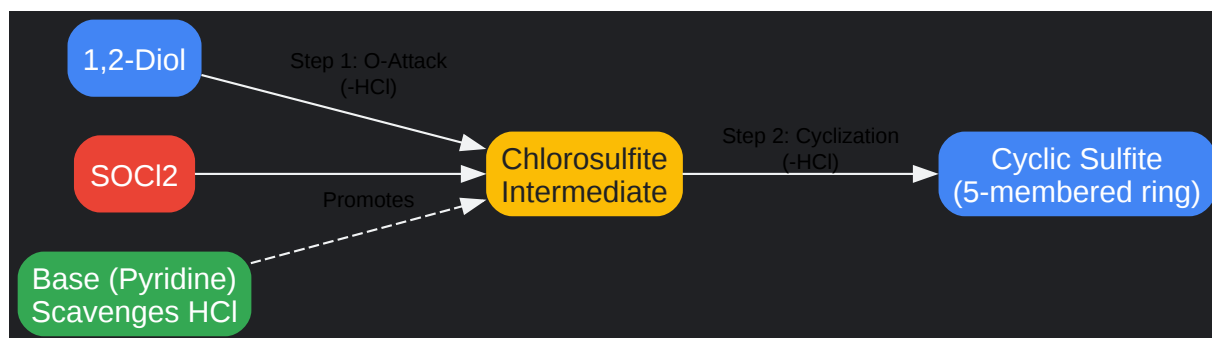 1,2-Diol
Step 1: O-Attack
(-HCl)
SOCl2
Promotes
Base (Pyridine)
Scavenges HCl
Chlorosulfite
Intermediate
Step 2: Cyclization
(-HCl)
Cyclic Sulfite
(5-membered ring)